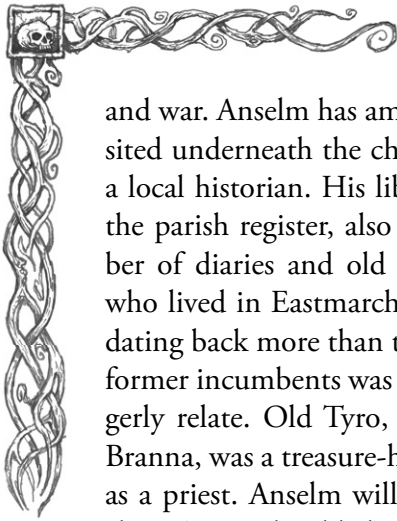 and war. Anselm has am
sited underneath the ch
a local historian. His lib
the parish register, also
ber of diaries and old
who lived in Eastmarch
dating back more than t
former incumbents was
gerly relate. Old Tyro,
Branna, was a treasure-h
as a priest. Anselm will